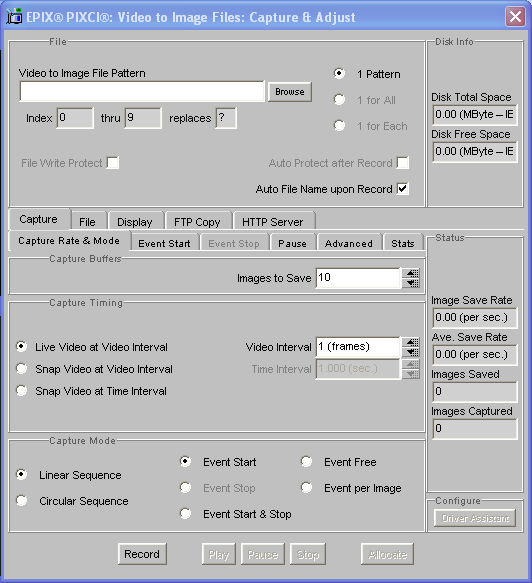 EPIX® PIXCI®: Video to Image Files: Capture & Adjust
File
Disk Info
Video to Image File Pattern
1 Pattern
Browse
1 for All
Disk Total Space
0.00 (MByte – IE
Index 0 thru 9 replaces ?
1 for Each
Disk Free Space
0.00 (MByte – IE
File Write Protect
Auto Protect after Record
Auto File Name upon Record
Capture File Display FTP Copy HTTP Server
Capture Rate & Mode Event Start Event Stop Pause Advanced Stats
Status
Capture Buffers
Images to Save 10
Capture Timing
Image Save Rate
0.00 (per sec.)
Live Video at Video Interval
Video Interval 1 (frames)
Ave. Save Rate
0.00 (per sec.)
Snap Video at Video Interval
Time Interval 1.000 (sec.)
Images Saved
0
Snap Video at Time Interval
Images Captured
0
Capture Mode
Linear Sequence
Event Start
Event Free
Circular Sequence
Event Stop
Event per Image
Event Start & Stop
Configure
Driver Assistant
Record Play Pause Stop Allocate